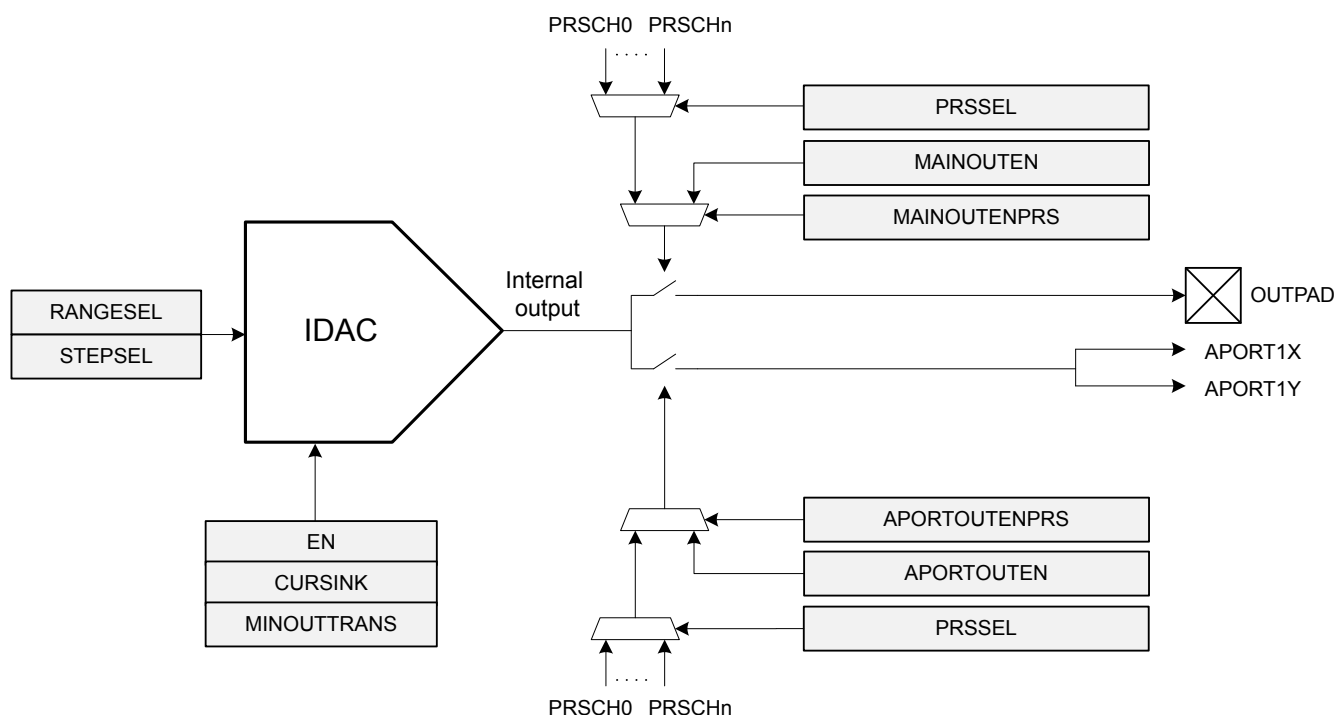 PRSCH0 PRSCHn
. . . .
PRSSEL
MAINOUTEN
MAINOUTENPRS
Internal
output
IDAC
RANGESEL
STEPSEL
OUTPAD
APORT1X
APORT1Y
EN
CURSINK
MINOUTTRANS
APORTOUTENPRS
APORTOUTEN
PRSSEL
. . . .
PRSCH0 PRSCHn